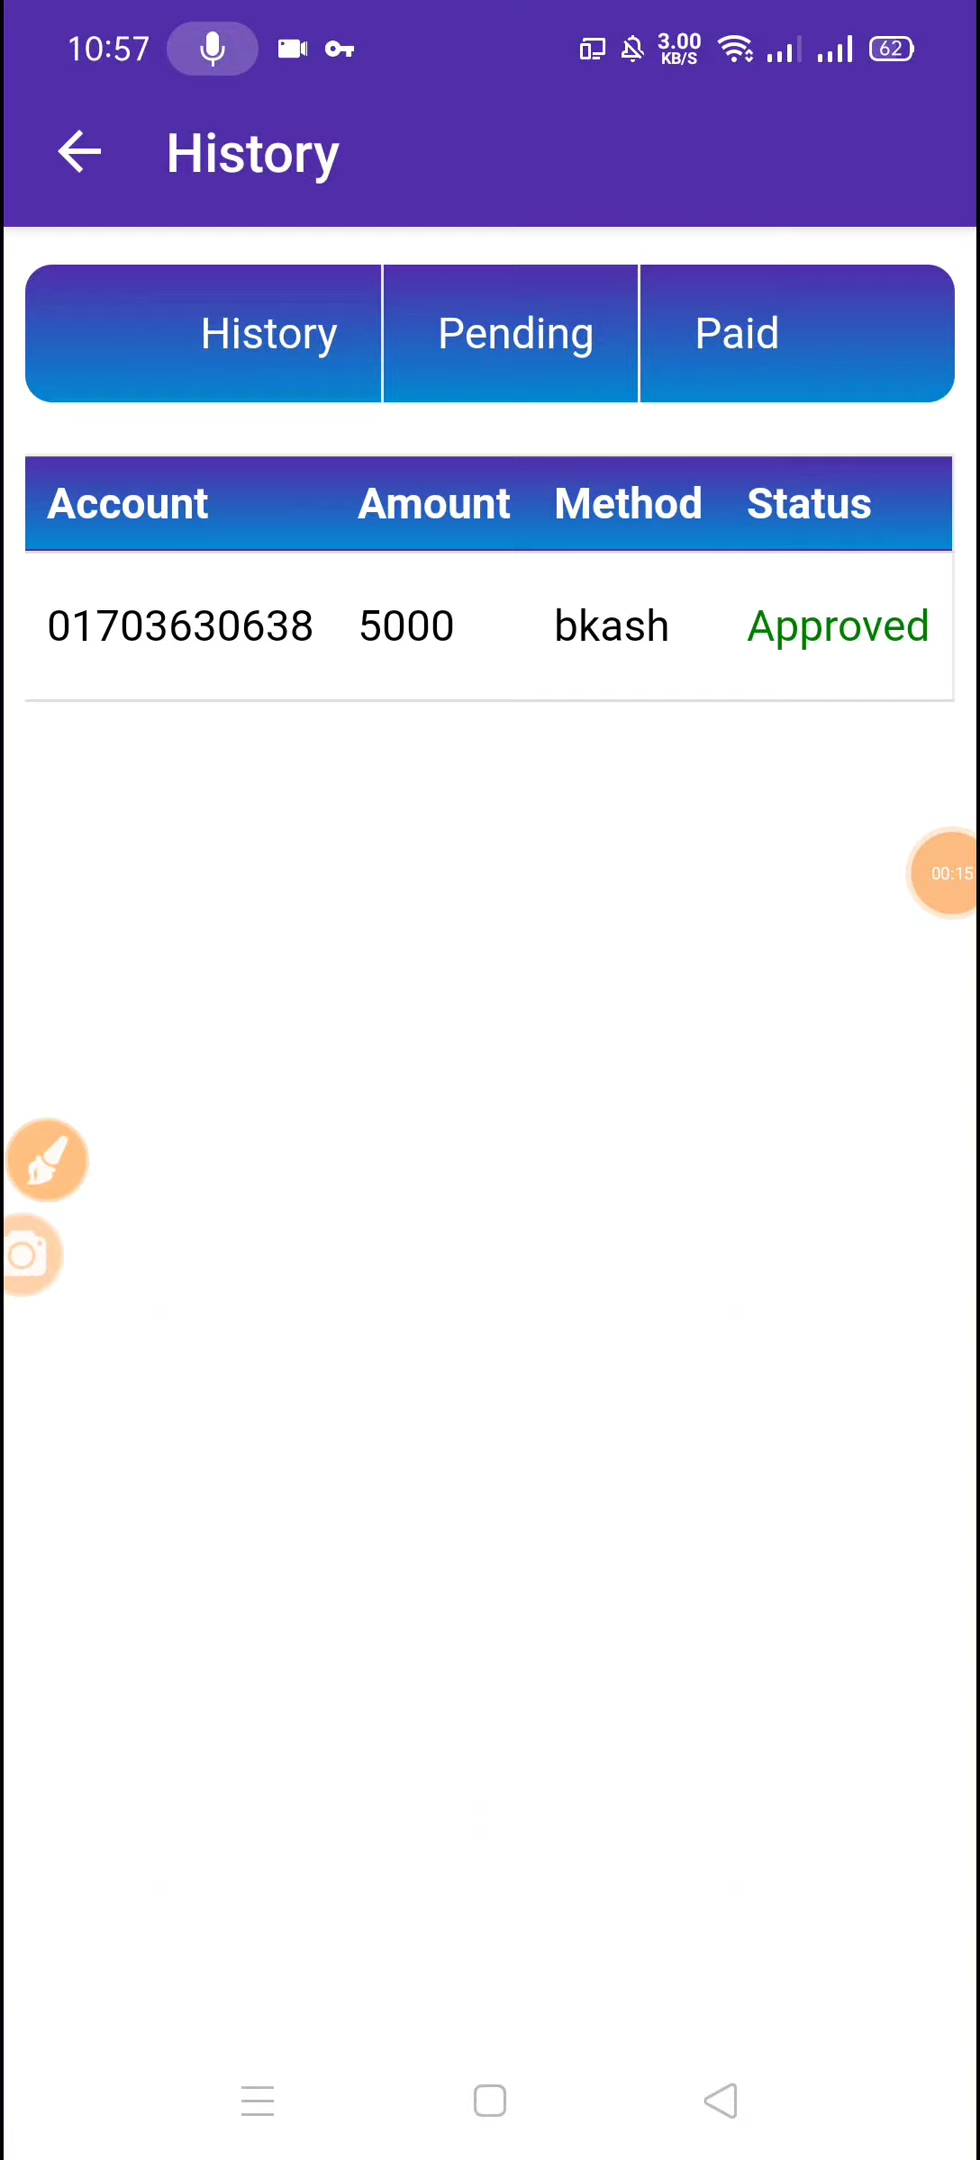 10:57 3.00 KB/S 62
History
History Pending Paid
Account Amount Method Status
01703630638 5000 bkash Approved
00:15